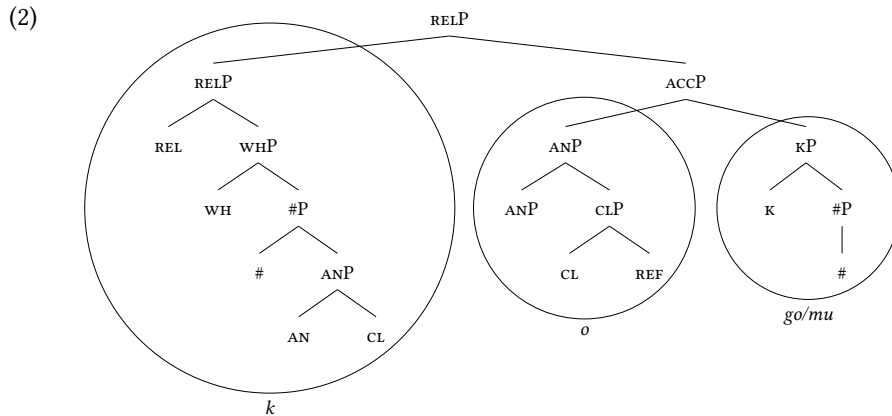 (2)
RELP
RELP ACCP
REL WHP ANP KP
WH #P ANP CLP K #P
# ANP CL REF #
AN CL
k o go/mu